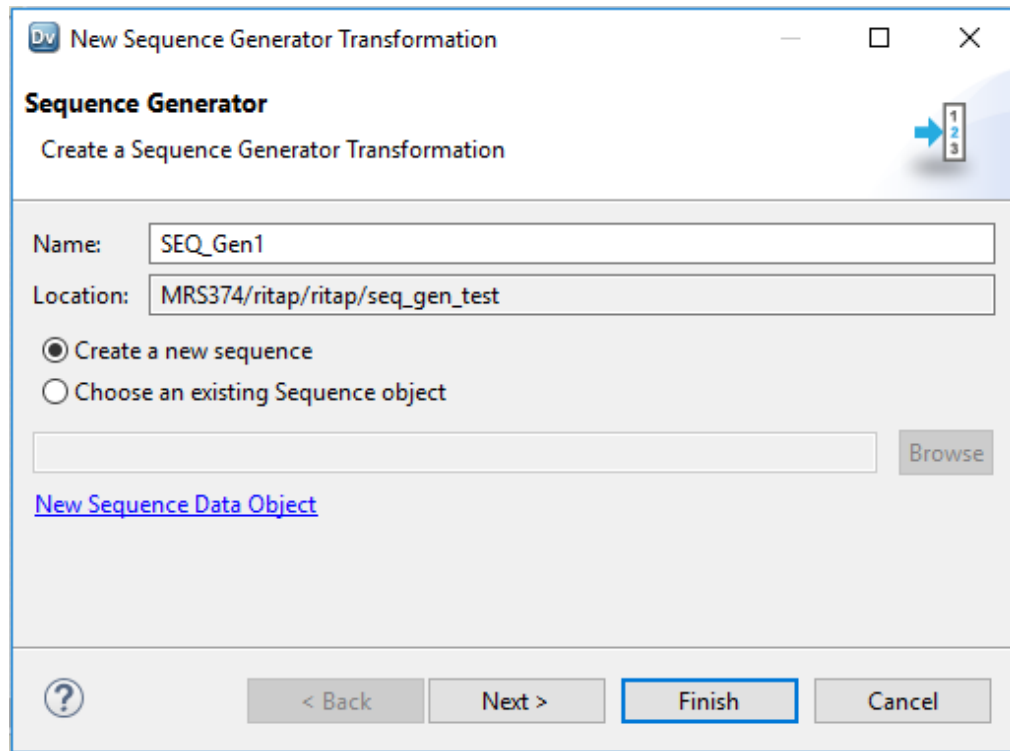 Dv New Sequence Generator Transformation
Sequence Generator
Create a Sequence Generator Transformation
1
2
3
Name: SEQ_Gen1
Location: MRS374/ritap/ritap/seq_gen_test
Create a new sequence
Choose an existing Sequence object
Browse
New Sequence Data Object
? < Back Next > Finish Cancel